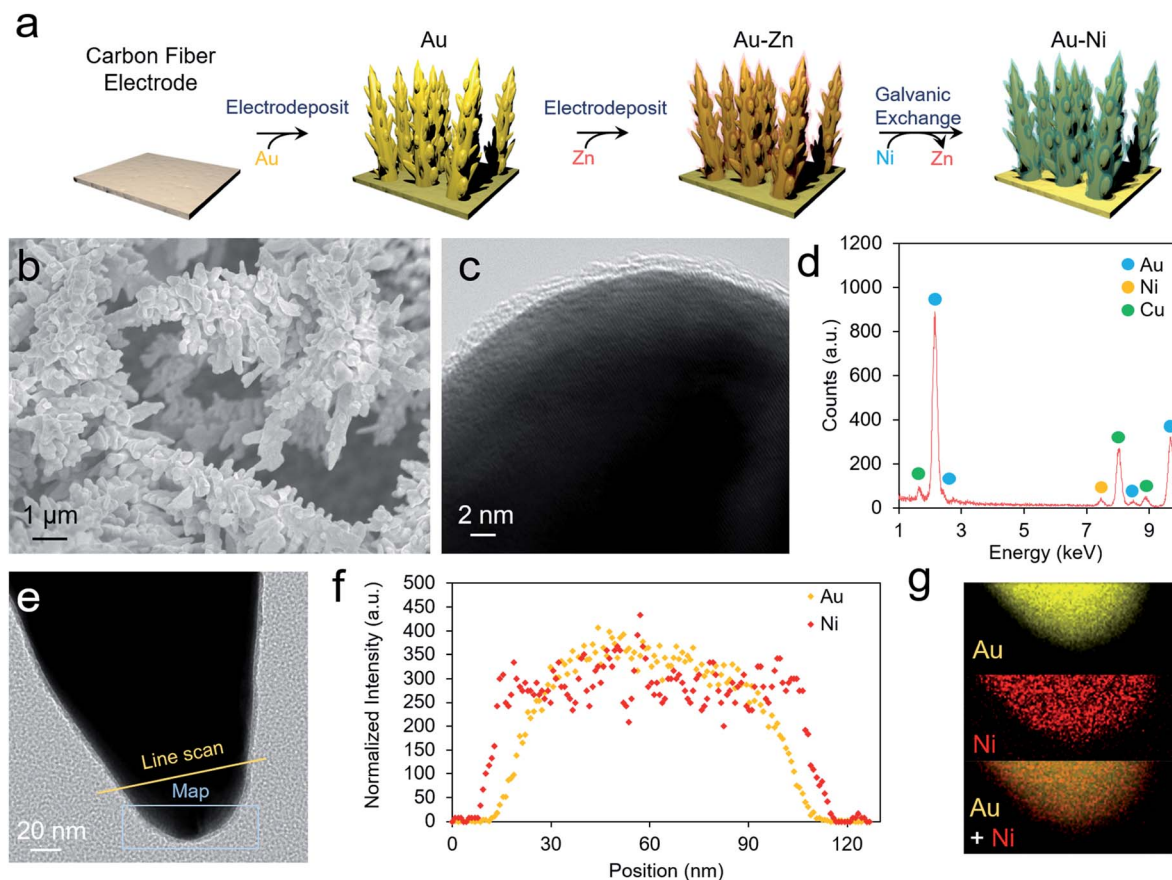 a
Carbon Fiber
Electrode
Electrodeposit
Au
Au
Electrodeposit
Zn
Au-Zn
Galvanic
Exchange
Ni
Zn
Au-Ni
b
1 µm
c
2 nm
d
1200
1000
800
600
400
200
0
Counts (a.u.)
1
3
5
7
9
Energy (keV)
Au
Ni
Cu
e
Line scan
Map
20 nm
f
500
450
400
350
300
250
200
150
100
50
0
Normalized Intensity (a.u.)
0
30
60
90
120
Position (nm)
Au
Ni
g
Au
Ni
Au
+ Ni